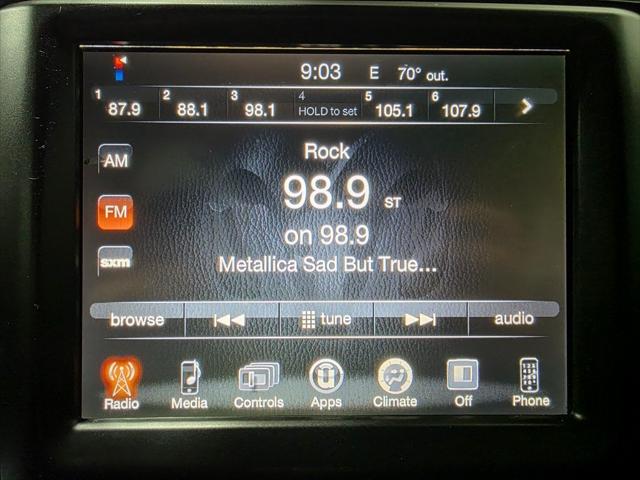 9:03 E 70° out.
1 2 3 4 5 6
87.9 88.1 98.1 HOLD to set 105.1 107.9
AM
Rock
98.9 ST
FM
on 98.9
sxm
Metallica Sad But True...
browse tune audio
Radio Media Controls Apps Climate Off Phone